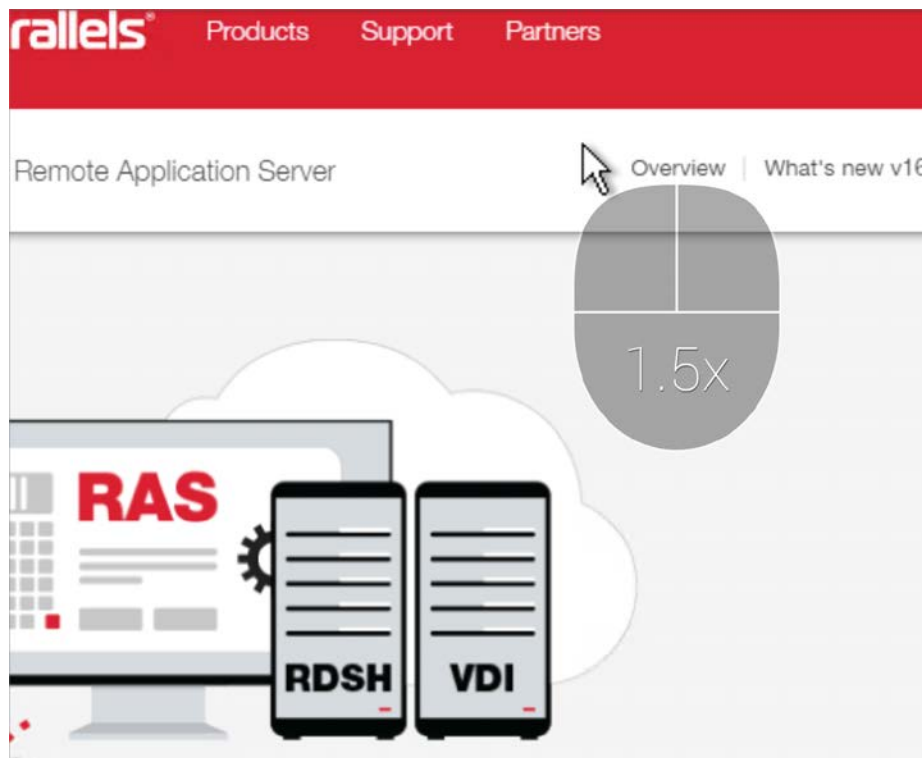 rallels® Products Support Partners
Remote Application Server Overview What's new v16
1.5x
RAS
RDSH VDI